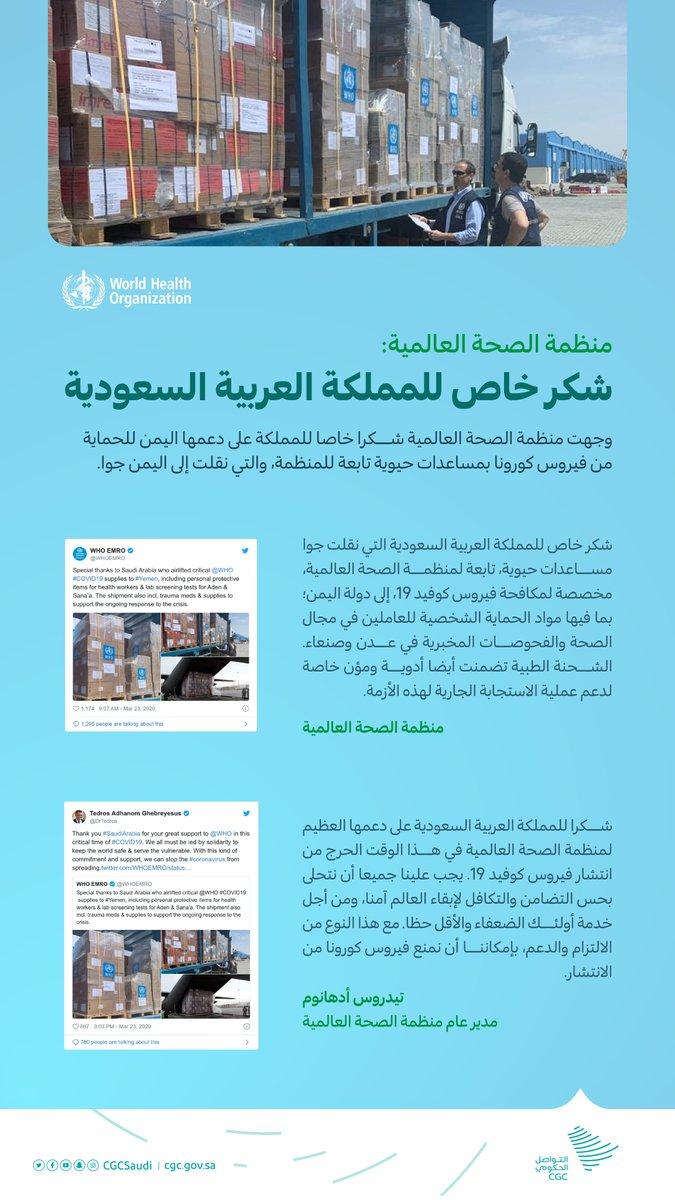 imres
WHO
World Health
Organization
منظمة الصحة العالمية:
شكر خاص للمملكة العربية السعودية
وجهت منظمة الصحة العالمية شكرا خاصا للمملكة على دعمها اليمن للحماية
من فيروس كورونا بمساعدات حيوية تابعة للمنظمة، والتي نقلت إلى اليمن جوا.
شكر خاص للمملكة العربية السعودية التي نقلت جوا
مساعدات حيوية، تابعة لمنظمة الصحة العالمية،
مخصصة لمكافحة فيروس كوفيد 19، إلى دولة اليمن؛
بما فيها مواد الحماية الشخصية للعاملين في مجال
الصحة والفحوصات المخبرية في عدن وصنعاء.
الشحنة الطبية تضمنت أيضا أدوية ومؤن خاصة
لدعم عملية الاستجابة الجارية لهذه الأزمة.
منظمة الصحة العالمية
WHO EMRO
@WHOEMRO
Special thanks to Saudi Arabia who airlifted critical @WHO
#COVID19 supplies to #Yemen, including personal protective
items for health workers & lab screening tests for Aden &
Sana'a. The shipment also incl. trauma meds & supplies to
support the ongoing response to the crisis.
1,174 9:07 AM - Mar 23, 2020
1,295 people are talking about this
شكرا للمملكة العربية السعودية على دعمها العظيم
لمنظمة الصحة العالمية في هذا الوقت الحرج من
انتشار فيروس كوفيد 19. يجب علينا جميعا أن نتحلى
بحس التضامن والتكافل لإبقاء العالم آمنا، ومن أجل
خدمة أولئك الضعفاء والأقل حظا. مع هذا النوع من
الالتزام والدعم، بإمكاننا أن نمنع فيروس كورونا من
الانتشار.
تيدروس أدهانوم
مدير عام منظمة الصحة العالمية
Tedros Adhanom Ghebreyesus
@DrTedros
Thank you #SaudiArabia for your great support to @WHO in this
critical time of #COVID19. We all must be led by solidarity to
keep the world safe & serve the vulnerable. With this kind of
commitment and support, we can stop the #coronavirus from
spreading.twitter.com/WHOEMRO/status…
WHO EMRO @WHOEMRO
Special thanks to Saudi Arabia who airlifted critical @WHO #COVID19
supplies to #Yemen, including personal protective items for health
workers & lab screening tests for Aden & Sana'a. The shipment also
incl. trauma meds & supplies to support the ongoing response to the
crisis.
867 3:03 PM - Mar 23, 2020
760 people are talking about this
CGCSaudi | cgc.gov.sa
التواصل
الحكومي
CGC